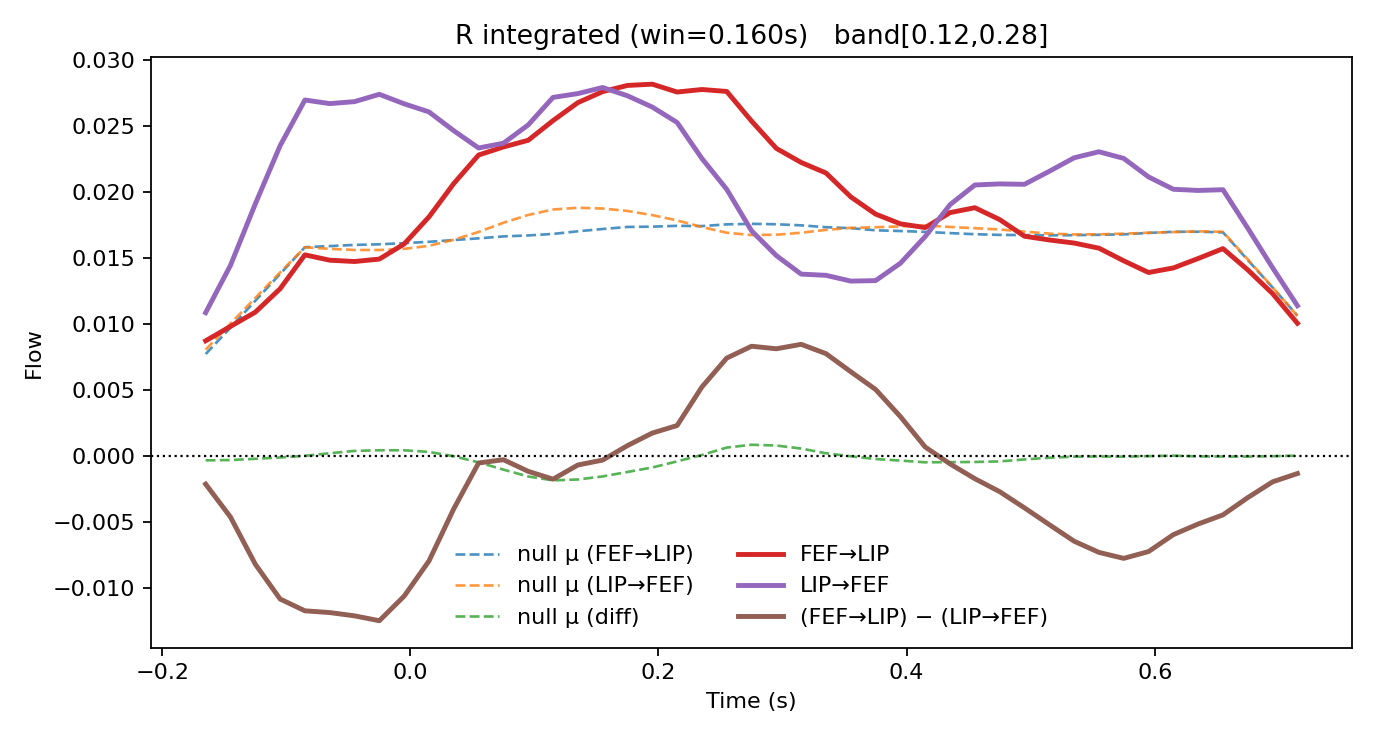 R integrated (win=0.160s)   band[0.12,0.28]
0.030
0.025
0.020
0.015
0.010
0.005
0.000
−0.005
−0.010
Flow
−0.2
0.0
0.2
0.4
0.6
Time (s)
null μ (FEF→LIP)
null μ (LIP→FEF)
null μ (diff)
FEF→LIP
LIP→FEF
(FEF→LIP) − (LIP→FEF)